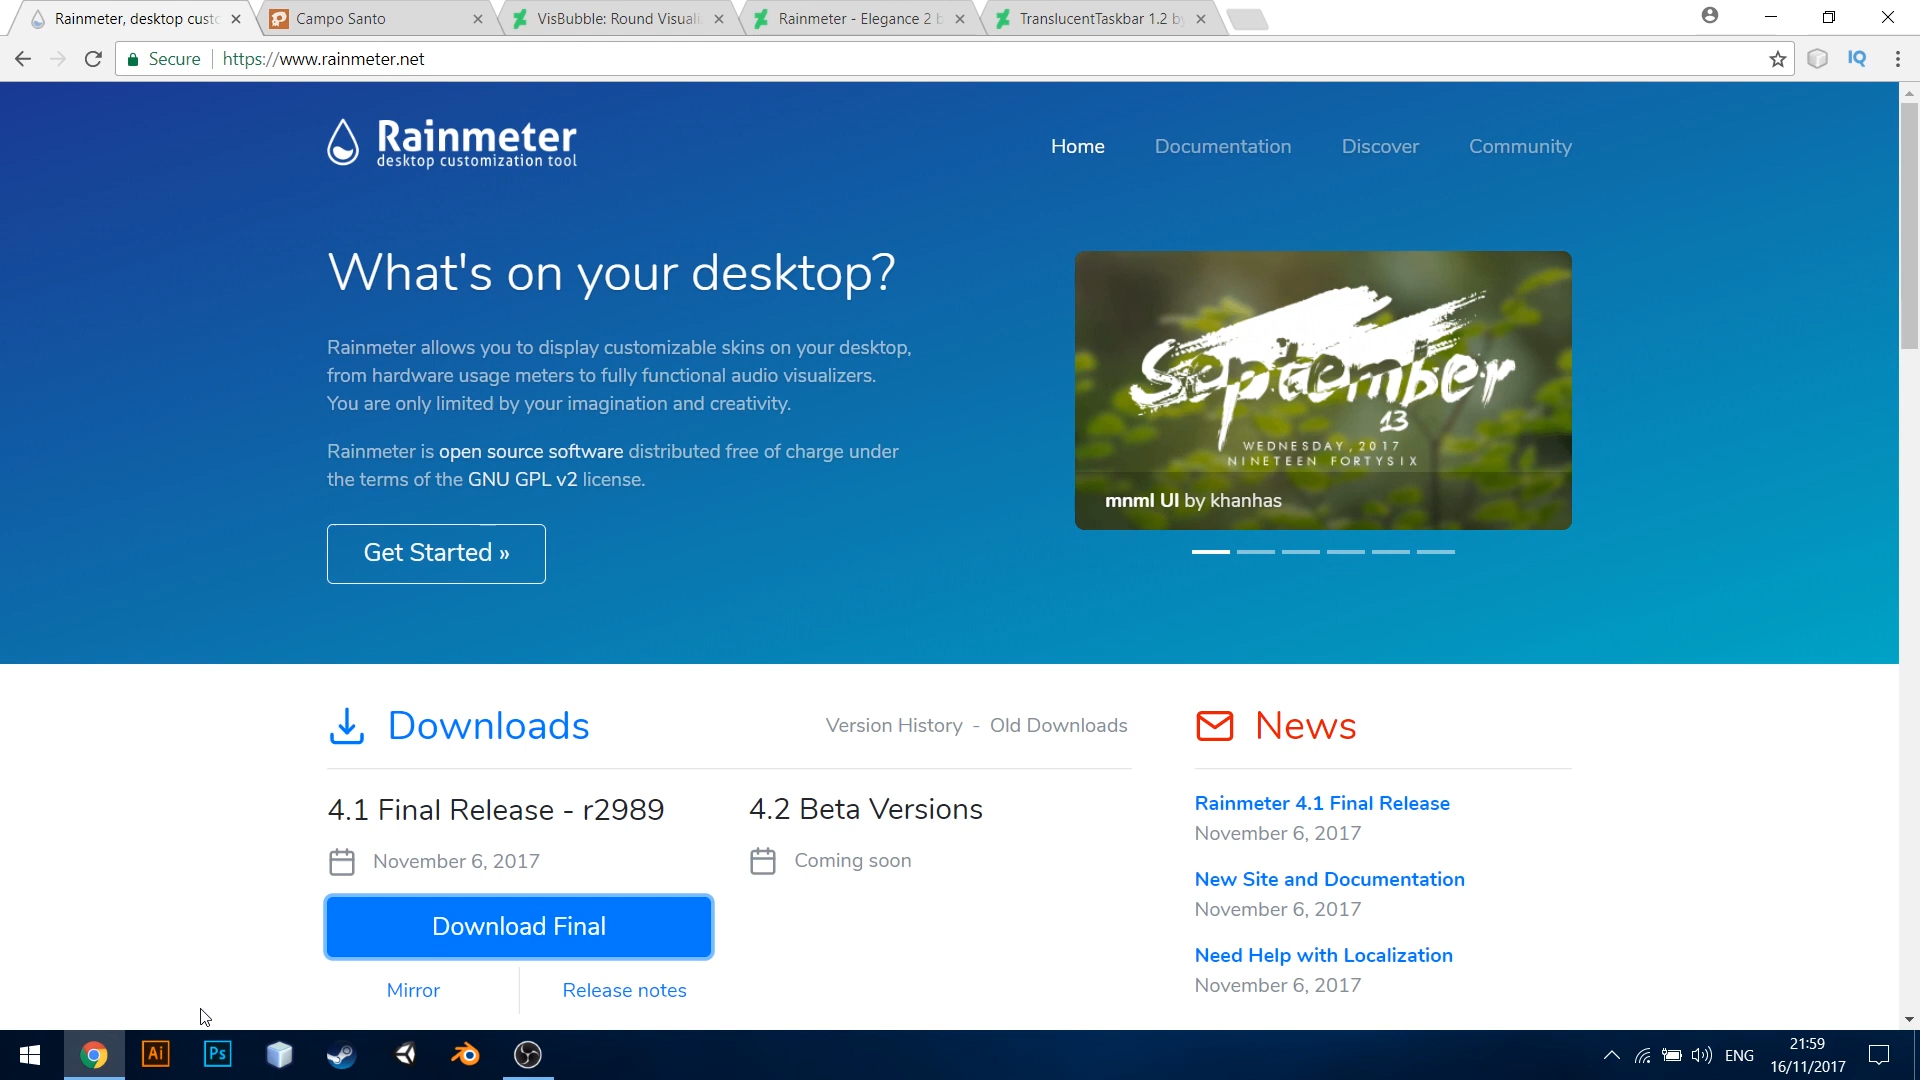 Rainmeter, desktop custo
Campo Santo
VisBubble: Round Visuali
Rainmeter - Elegance 2 b
TranslucentTaskbar 1.2 by
Secure
https://www.rainmeter.net
IQ
Rainmeter
desktop customization tool
Home
Documentation
Discover
Community
What's on your desktop?
Rainmeter allows you to display customizable skins on your desktop,
from hardware usage meters to fully functional audio visualizers.
You are only limited by your imagination and creativity.
Rainmeter is open source software distributed free of charge under
the terms of the GNU GPL v2 license.
Get Started »
September
13
WEDNESDAY, 2017
NINETEEN FORTYSIX
mnml UI by khanhas
Downloads
Version History - Old Downloads
4.1 Final Release - r2989
November 6, 2017
Download Final
Mirror
Release notes
4.2 Beta Versions
Coming soon
News
Rainmeter 4.1 Final Release
November 6, 2017
New Site and Documentation
November 6, 2017
Need Help with Localization
November 6, 2017
Ai
Ps
ENG
21:59
16/11/2017